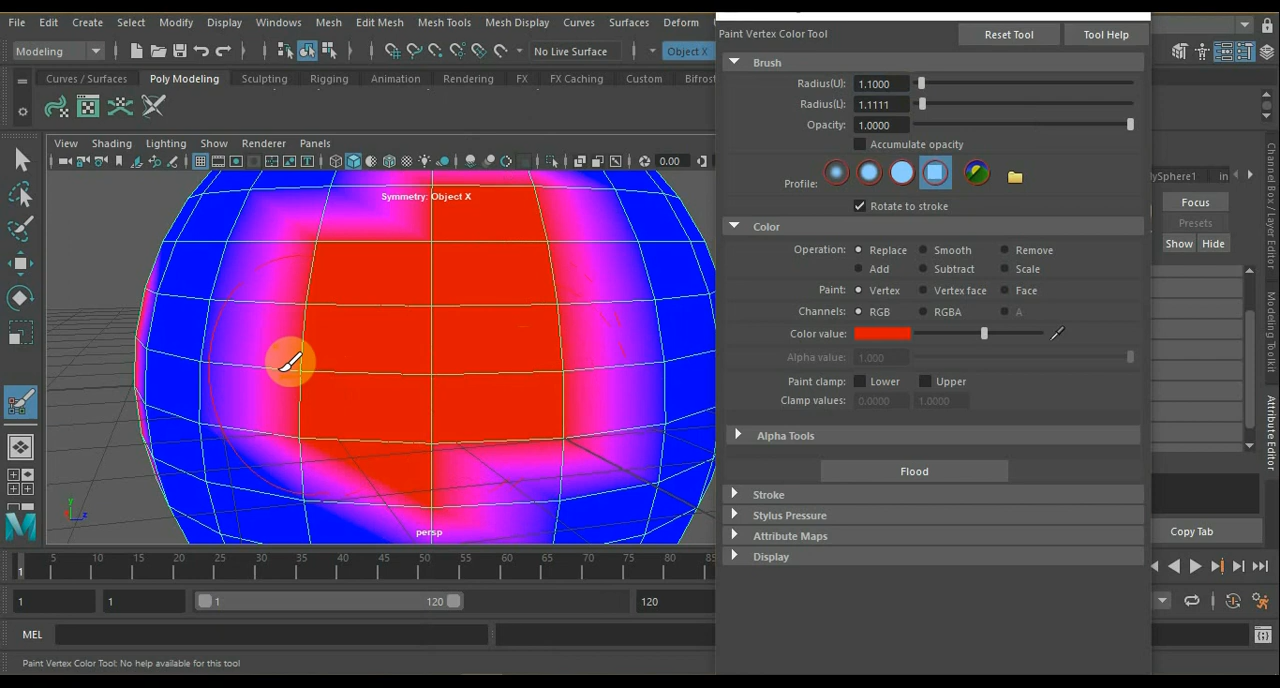 File Edit Create Select Modify Display Windows Mesh Edit Mesh Mesh Tools Mesh Display Curves Surfaces Deform
Modeling No Live Surface Object X
Curves / Surfaces Poly Modeling Sculpting Rigging Animation Rendering FX FX Caching Custom Bifros
View Shading Lighting Show Renderer Panels
0.00
Symmetry: Object X
persp
Paint Vertex Color Tool Reset Tool Tool Help
Brush
Radius(U): 1.1000
Radius(L): 1.1111
Opacity: 1.0000
Accumulate opacity
Profile:
Rotate to stroke
Color
Operation: Replace Smooth Remove
Add Subtract Scale
Paint: Vertex Vertex face Face
Channels: RGB RGBA A
Color value:
Alpha value: 1.000
Paint clamp: Lower Upper
Clamp values: 0.0000 1.0000
Alpha Tools
Flood
Stroke
Stylus Pressure
Attribute Maps
Display
ySphere1 in
Focus
Presets
Show Hide
Copy Tab
Channel Box / Layer Editor
Modeling Toolkit
Attribute Editor
5 10 15 20 25 30 35 40 45 50 55 60 65 70 75 80 85
1
1 1 1 120 120
MEL
Paint Vertex Color Tool: No help available for this tool